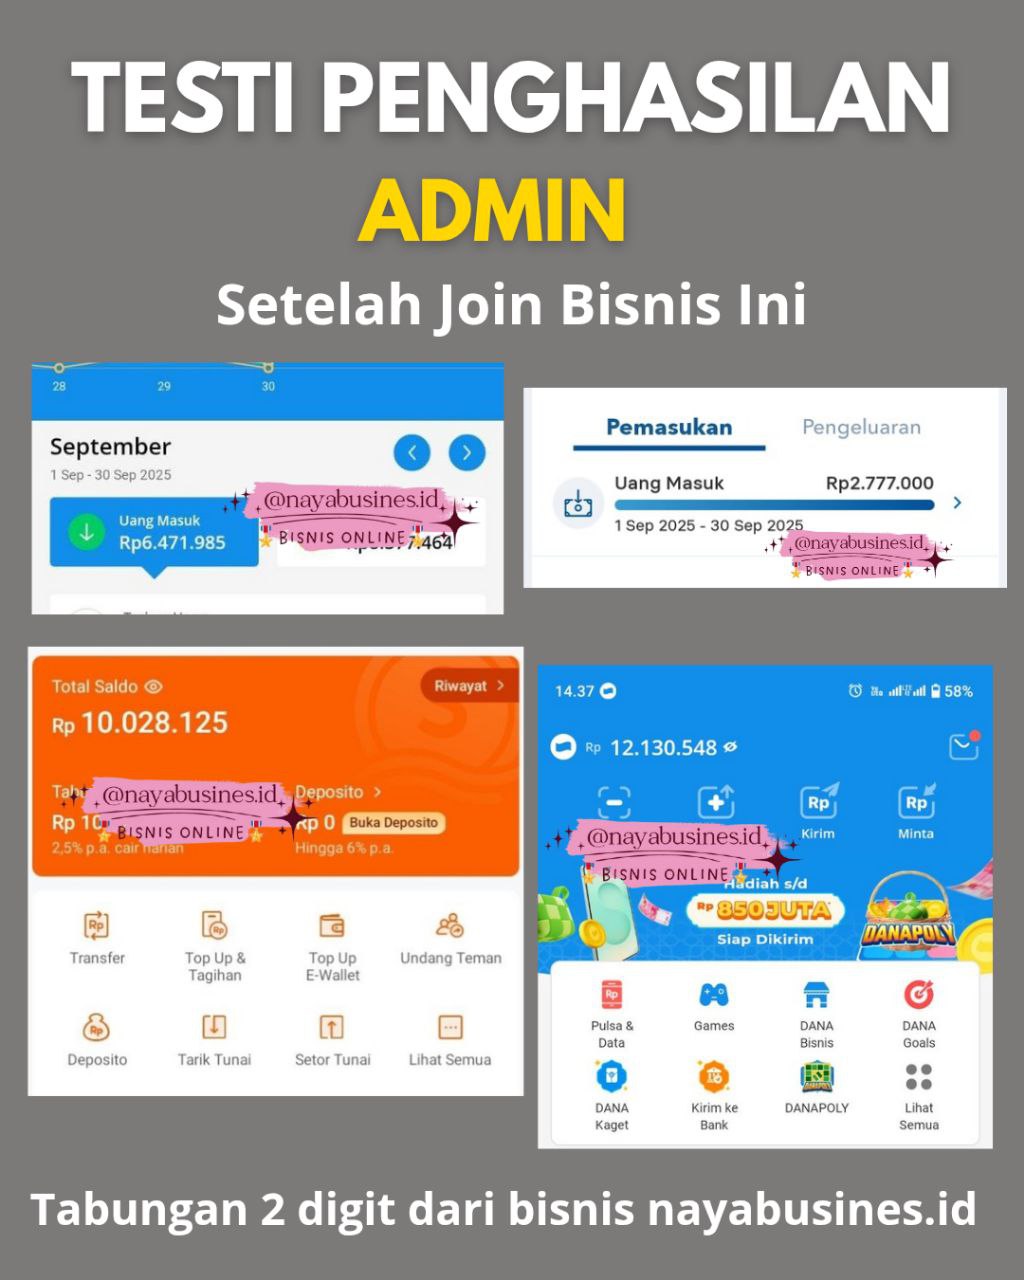 TESTI PENGHASILAN
ADMIN
Setelah Join Bisnis Ini
28 29 30
September
1 Sep - 30 Sep 2025
Uang Masuk
Rp6.471.985
@nayabusines.id
BISNIS ONLINE
Pemasukan Pengeluaran
Uang Masuk Rp2.777.000
1 Sep 2025 - 30 Sep 2025
@nayabusines.id
BISNIS ONLINE
Total Saldo Riwayat
Rp 10.028.125
@nayabusines.id
BISNIS ONLINE
Deposito
Rp 0 Buka Deposito
2,5% p.a. cair harian Hingga 6% p.a.
Transfer
Top Up &
Tagihan
Top Up
E-Wallet
Undang Teman
Deposito
Tarik Tunai
Setor Tunai
Lihat Semua
14.37 58%
Rp 12.130.548
Kirim
Minta
@nayabusines.id
BISNIS ONLINE
Hadiah s/d
Rp 850JUTA
Siap Dikirim
DANAPOLY
Pulsa &
Data
Games
DANA
Bisnis
DANA
Goals
DANA
Kaget
Kirim ke
Bank
DANAPOLY
Lihat
Semua
Tabungan 2 digit dari bisnis nayabusines.id